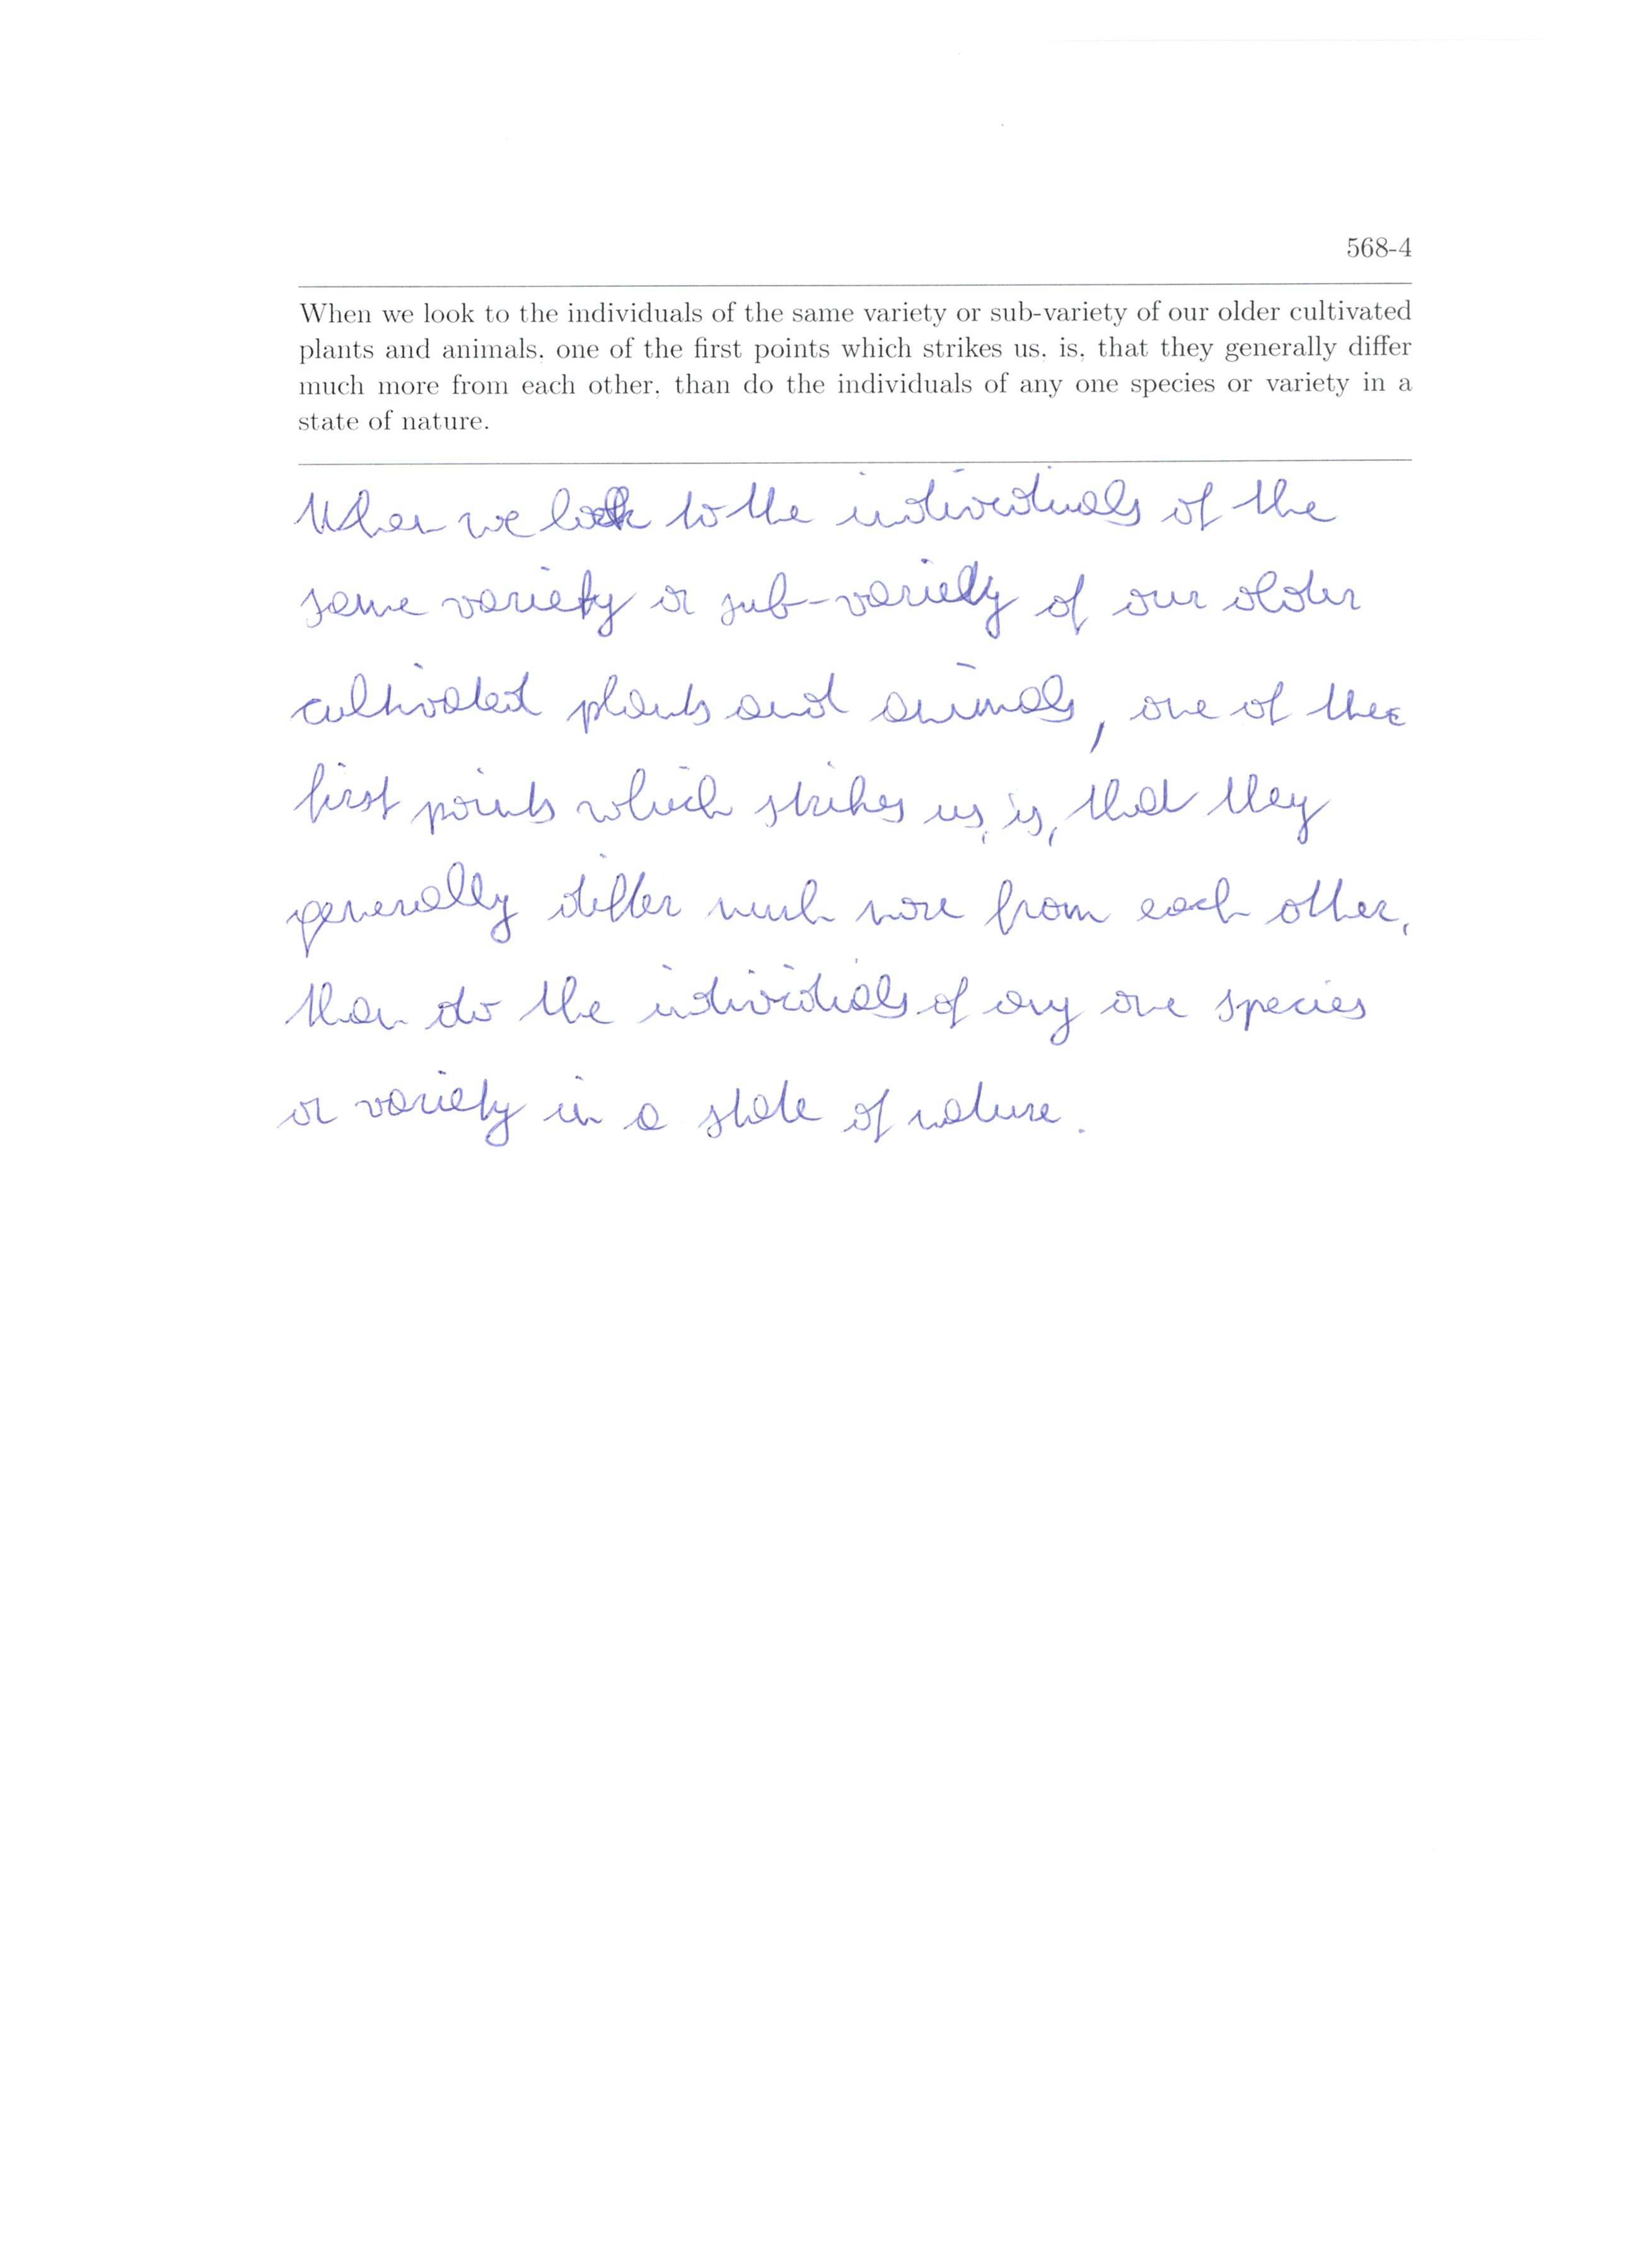 568-4
When we look to the individuals of the same variety or sub-variety of our older cultivated
plants and animals, one of the first points which strikes us, is, that they generally differ
much more from each other, than do the individuals of any one species or variety in a
state of nature.
When we look to the individuals of the
same variety or sub-variety of our older
cultivated plants and animals, one of the
first points which strikes us, is, that they
generally differ much more from each other,
than do the individials of any one species
or variety in a state of nature.